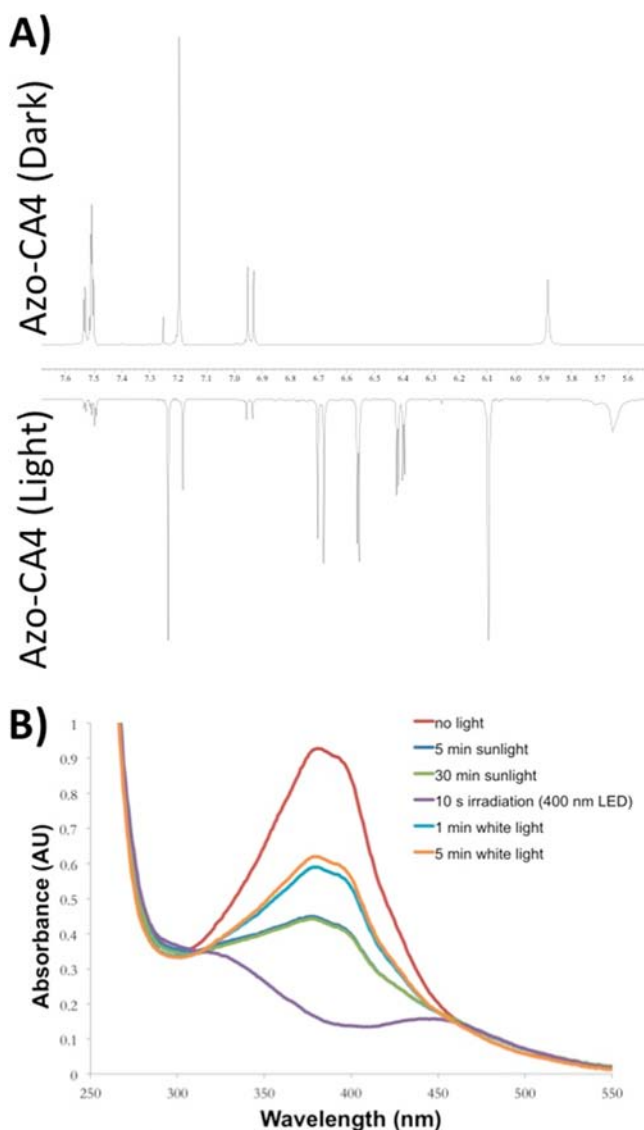 A)
Azo-CA4 (Dark)
7.6 7.5 7.4 7.3 7.2 7.1 7.0 6.9 6.8 6.7 6.6 6.5 6.4 6.3 6.2 6.1 6.0 5.9 5.8 5.7 5.6
Azo-CA4 (Light)
B)
Absorbance (AU)
1
0.9
0.8
0.7
0.6
0.5
0.4
0.3
0.2
0.1
0
no light
5 min sunlight
30 min sunlight
10 s irradiation (400 nm LED)
1 min white light
5 min white light
250 300 350 400 450 500 550
Wavelength (nm)